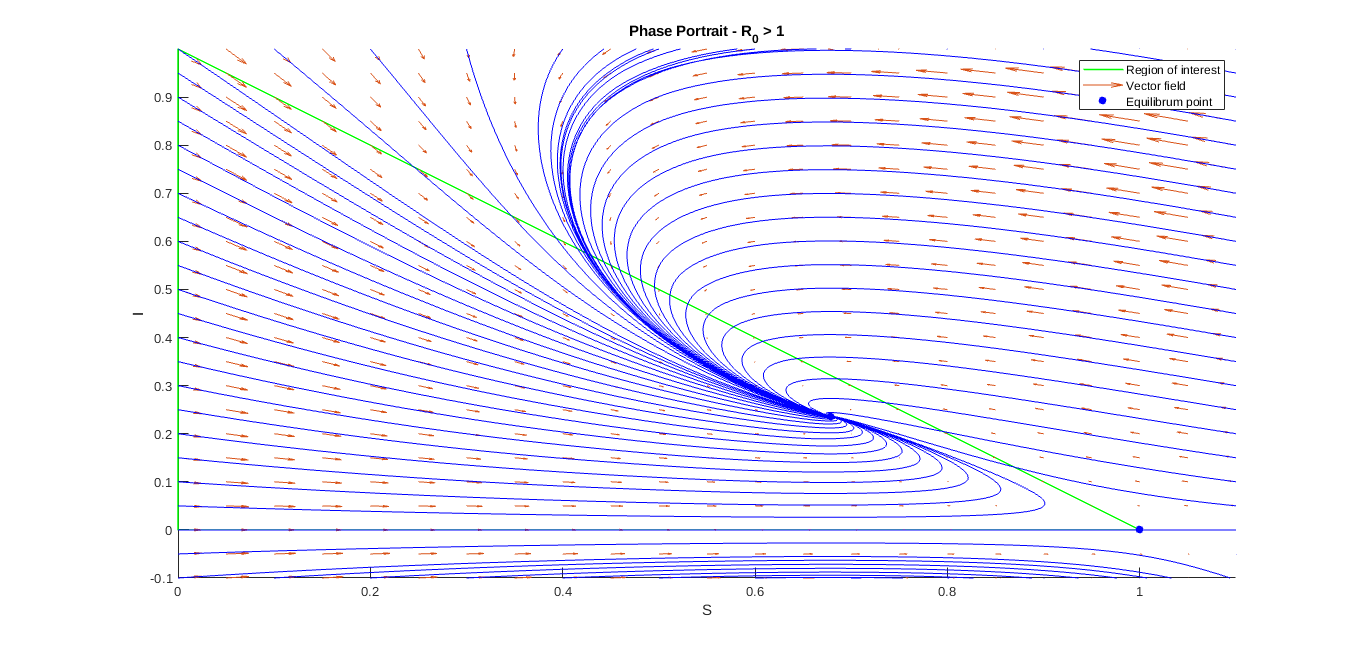 Phase Portrait - R0 > 1
Region of interest
Vector field
Equilibrum point
I
0.9
0.8
0.7
0.6
0.5
0.4
0.3
0.2
0.1
0
-0.1
0 0.2 0.4 0.6 0.8 1
S